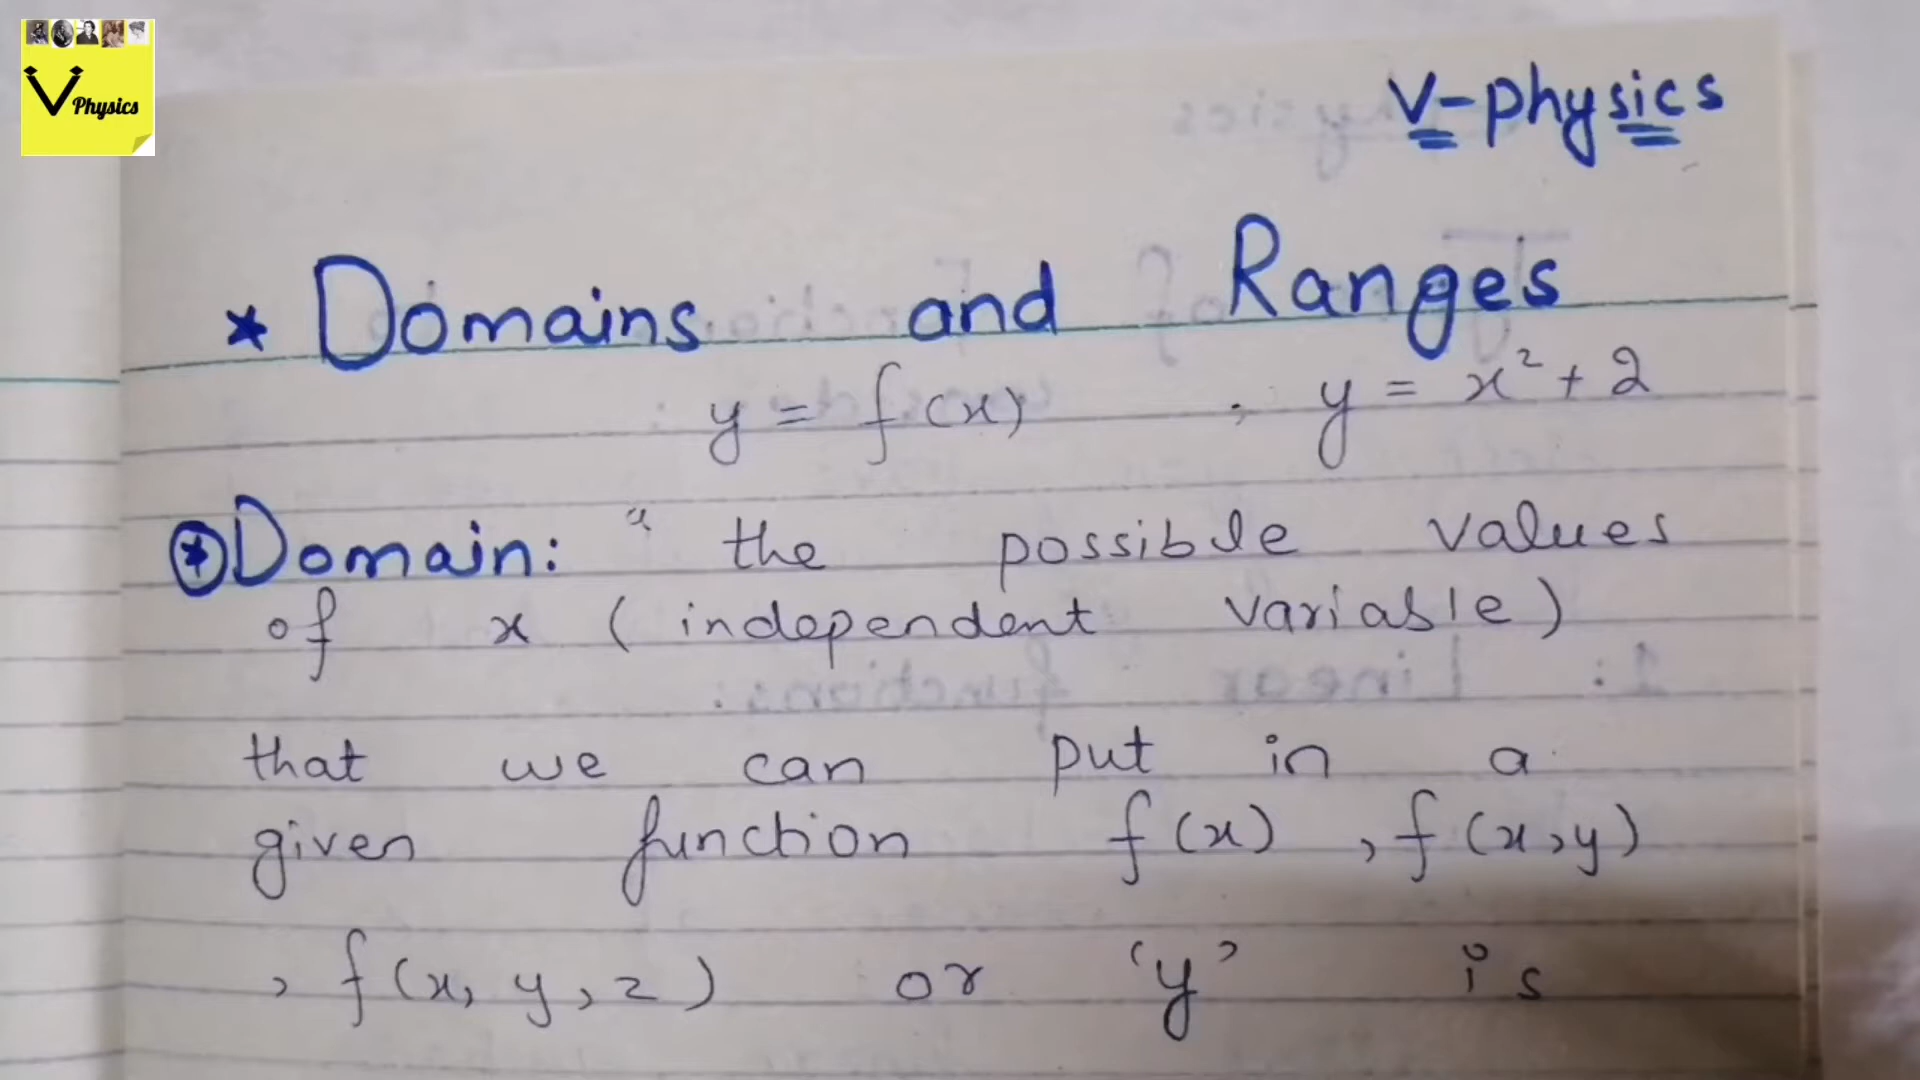 V Physics
V-physics
* Domains and Ranges
y = f(x) , y = x² + 2
* Domain: " the possible values
of x (independent variable)
that we can put in a
given function f(x) , f(x,y)
, f(x, y, z) or 'y' is